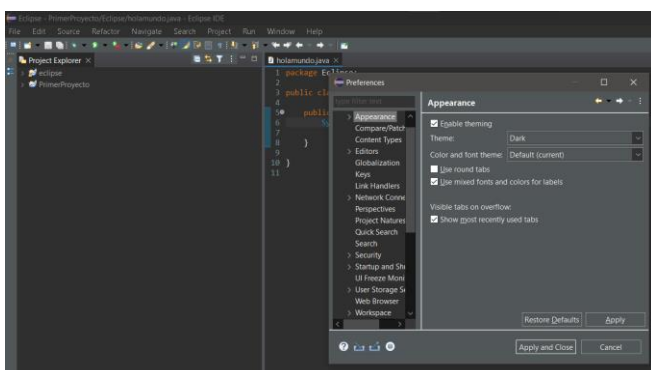 Eclipse - PrimerProyecto/Eclipse/holamundo.java - Eclipse IDE
File Edit Source Refactor Navigate Search Project Run Window Help
Project Explorer
holamundo.java
eclipse
PrimerProyecto
1 package Eclipse;
2
3 public cla
4
5 publi
6 Sy
7
8 }
9
10 }
11
Preferences
type filter text
Appearance
Compare/Patch
Content Types
Editors
Globalization
Keys
Link Handlers
Network Conne
Perspectives
Project Natures
Quick Search
Search
Security
Startup and Shu
UI Freeze Moni
User Storage Se
Web Browser
Workspace
Appearance
Enable theming
Theme: Dark
Color and font theme: Default (current)
Use round tabs
Use mixed fonts and colors for labels
Visible tabs on overflow:
Show most recently used tabs
Restore Defaults Apply
Apply and Close Cancel